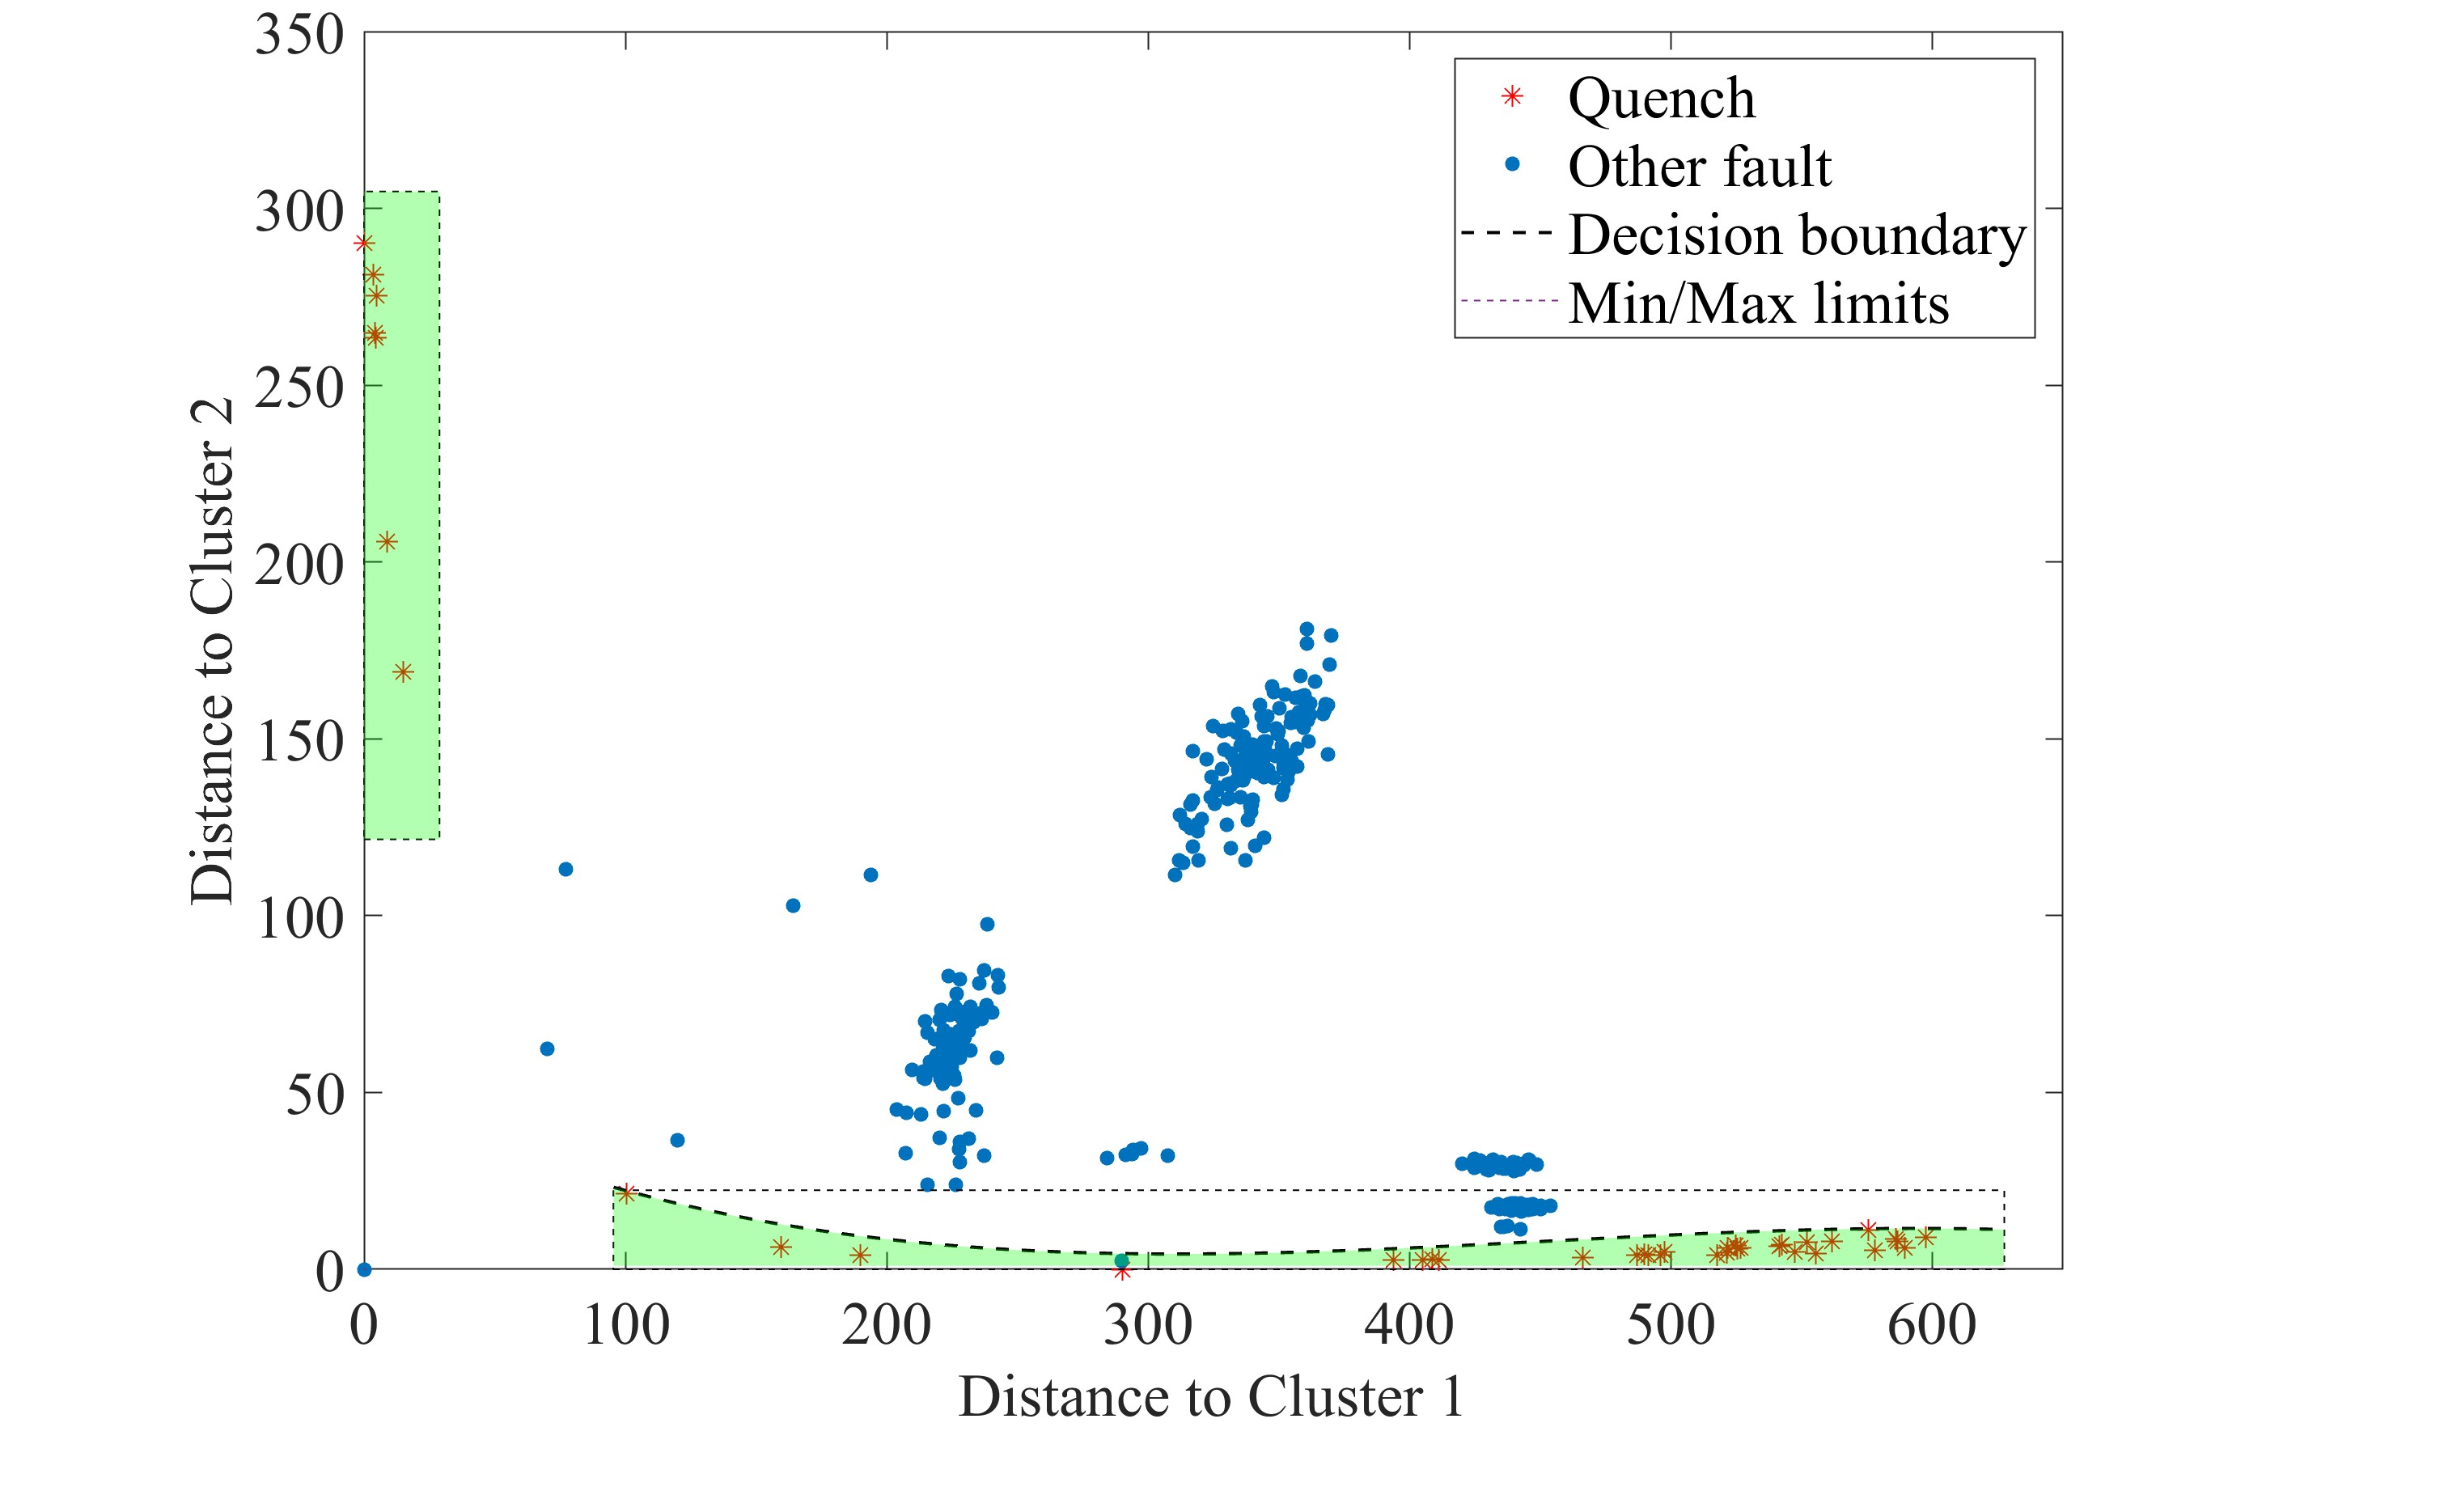 350
300
250
200
150
100
50
0
Distance to Cluster 2
Quench
Other fault
Decision boundary
Min/Max limits
0 100 200 300 400 500 600
Distance to Cluster 1